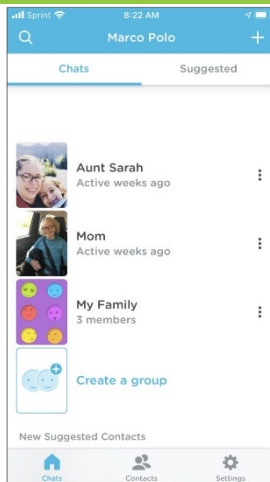 Sprint 8:22 AM
Marco Polo
Chats Suggested
Aunt Sarah
Active weeks ago
Mom
Active weeks ago
My Family
3 members
Create a group
New Suggested Contacts
Chats Contacts Settings